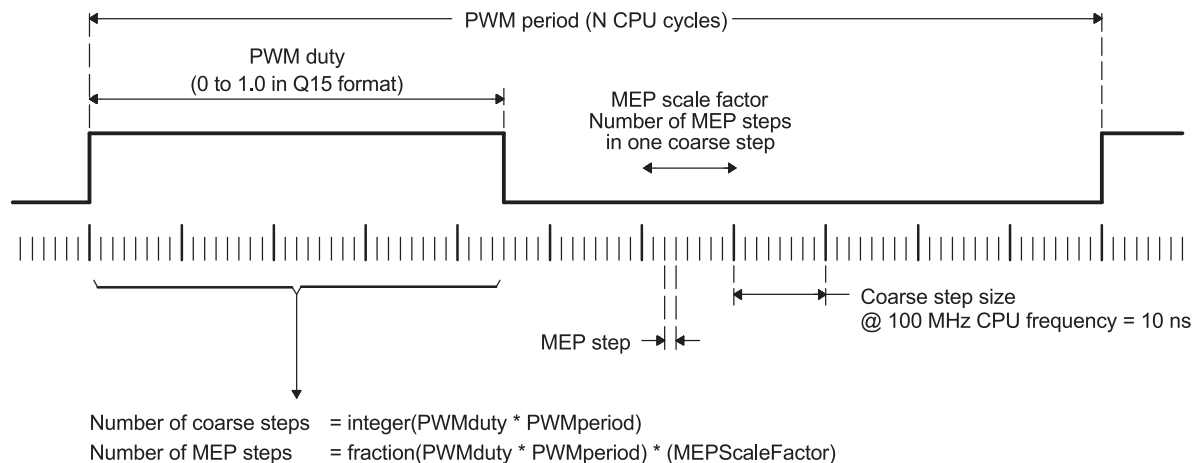 PWM period (N CPU cycles)
PWM duty
(0 to 1.0 in Q15 format)
MEP scale factor
Number of MEP steps
in one coarse step
Coarse step size
@ 100 MHz CPU frequency = 10 ns
MEP step
Number of coarse steps = integer(PWMduty * PWMperiod)
Number of MEP steps = fraction(PWMduty * PWMperiod) * (MEPScaleFactor)